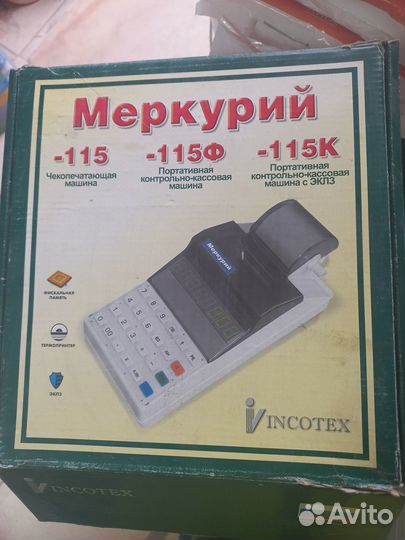 Меркурий
-115
Чекопечатающая
машина
-115Ф
Портативная
контрольно-кассовая
машина
-115К
Портативная
контрольно-кассовая
машина с ЭКЛЗ
Меркурий
ФИСКАЛЬНАЯ
ПАМЯТЬ
ТЕРМОПРИНТЕР
ЭКЛЗ
INCOTEX
INCOTEX
Avito